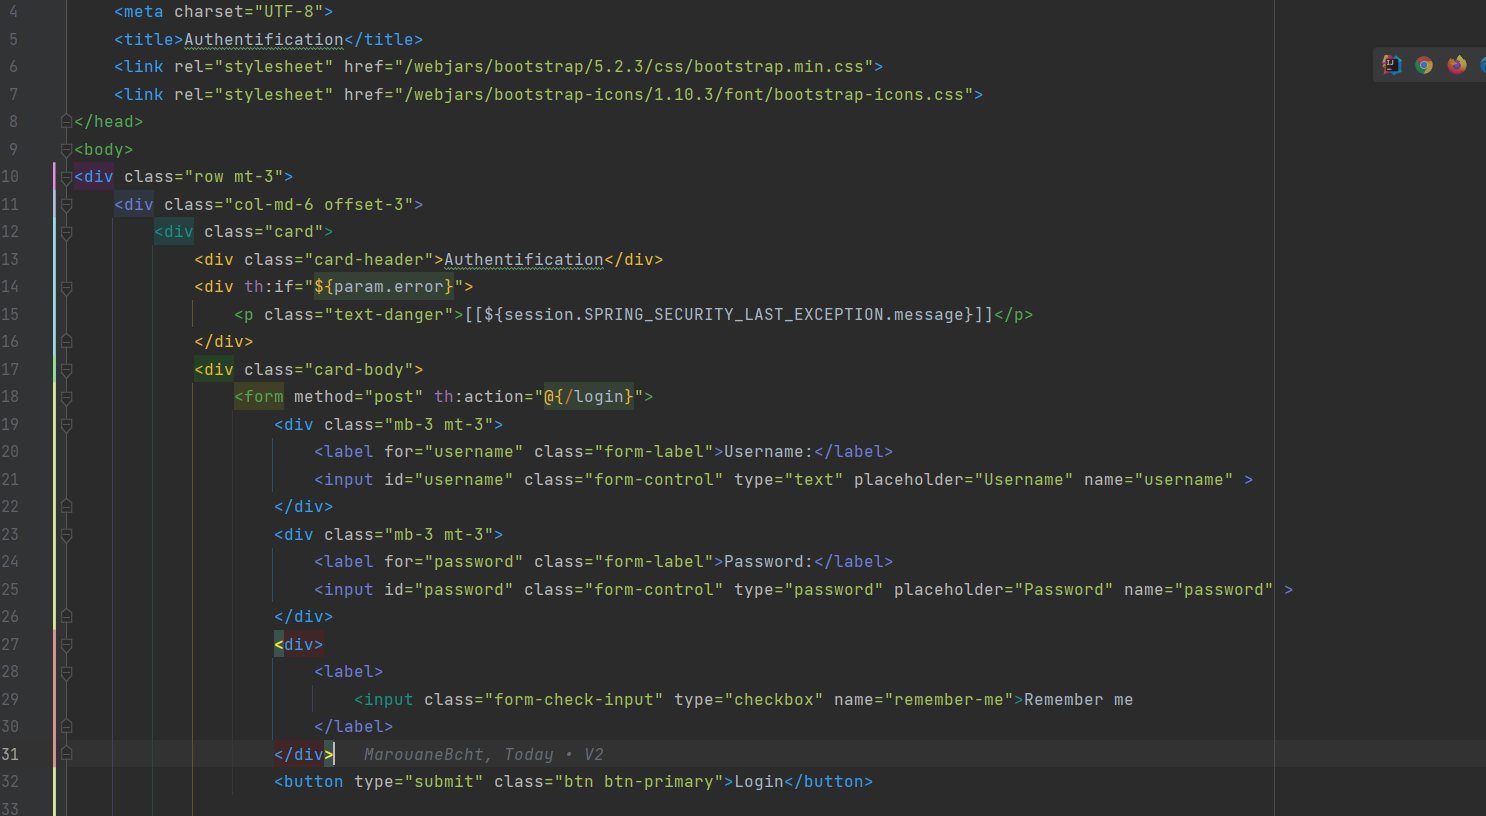 4 <meta charset="UTF-8">
5 <title>Authentification</title>
6 <link rel="stylesheet" href="/webjars/bootstrap/5.2.3/css/bootstrap.min.css">
7 <link rel="stylesheet" href="/webjars/bootstrap-icons/1.10.3/font/bootstrap-icons.css">
8 </head>
9 <body>
10 <div class="row mt-3">
11 <div class="col-md-6 offset-3">
12 <div class="card">
13 <div class="card-header">Authentification</div>
14 <div th:if="${param.error}">
15 <p class="text-danger">[[${session.SPRING_SECURITY_LAST_EXCEPTION.message}]]</p>
16 </div>
17 <div class="card-body">
18 <form method="post" th:action="@{/login}">
19 <div class="mb-3 mt-3">
20 <label for="username" class="form-label">Username:</label>
21 <input id="username" class="form-control" type="text" placeholder="Username" name="username" >
22 </div>
23 <div class="mb-3 mt-3">
24 <label for="password" class="form-label">Password:</label>
25 <input id="password" class="form-control" type="password" placeholder="Password" name="password" >
26 </div>
27 <div>
28 <label>
29 <input class="form-check-input" type="checkbox" name="remember-me">Remember me
30 </label>
31 </div> MarouaneBcht, Today • V2
32 <button type="submit" class="btn btn-primary">Login</button>
33